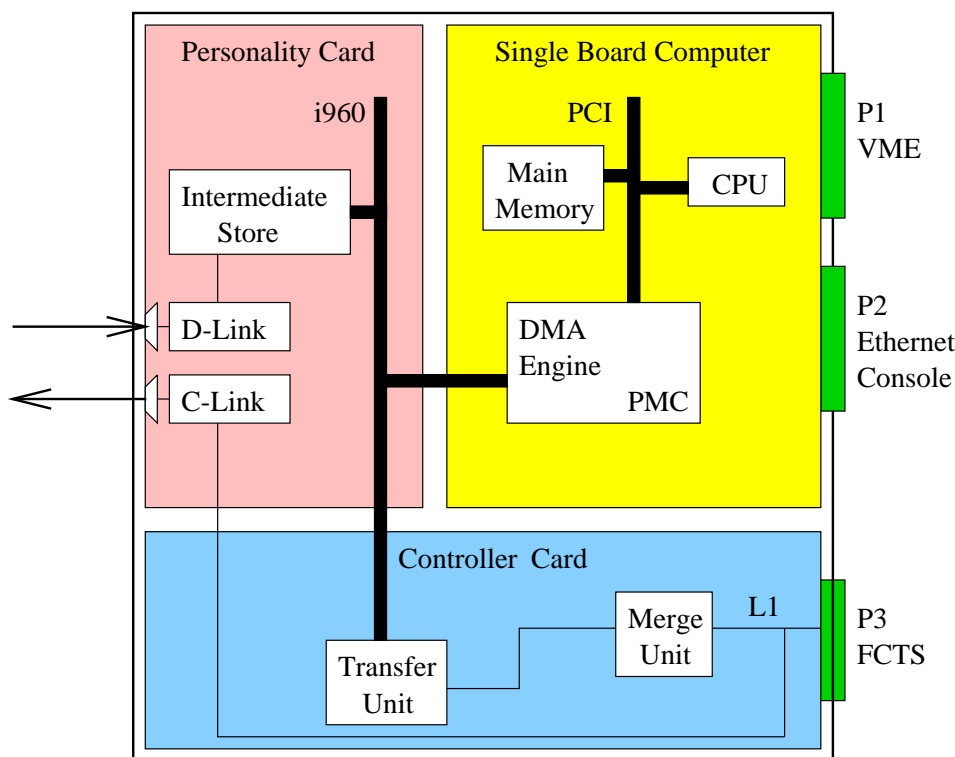 Personality Card
i960
Intermediate
Store
D-Link
C-Link
Single Board Computer
PCI
Main
Memory
CPU
DMA
Engine
PMC
P1
VME
P2
Ethernet
Console
Controller Card
Transfer
Unit
Merge
Unit
L1
P3
FCTS